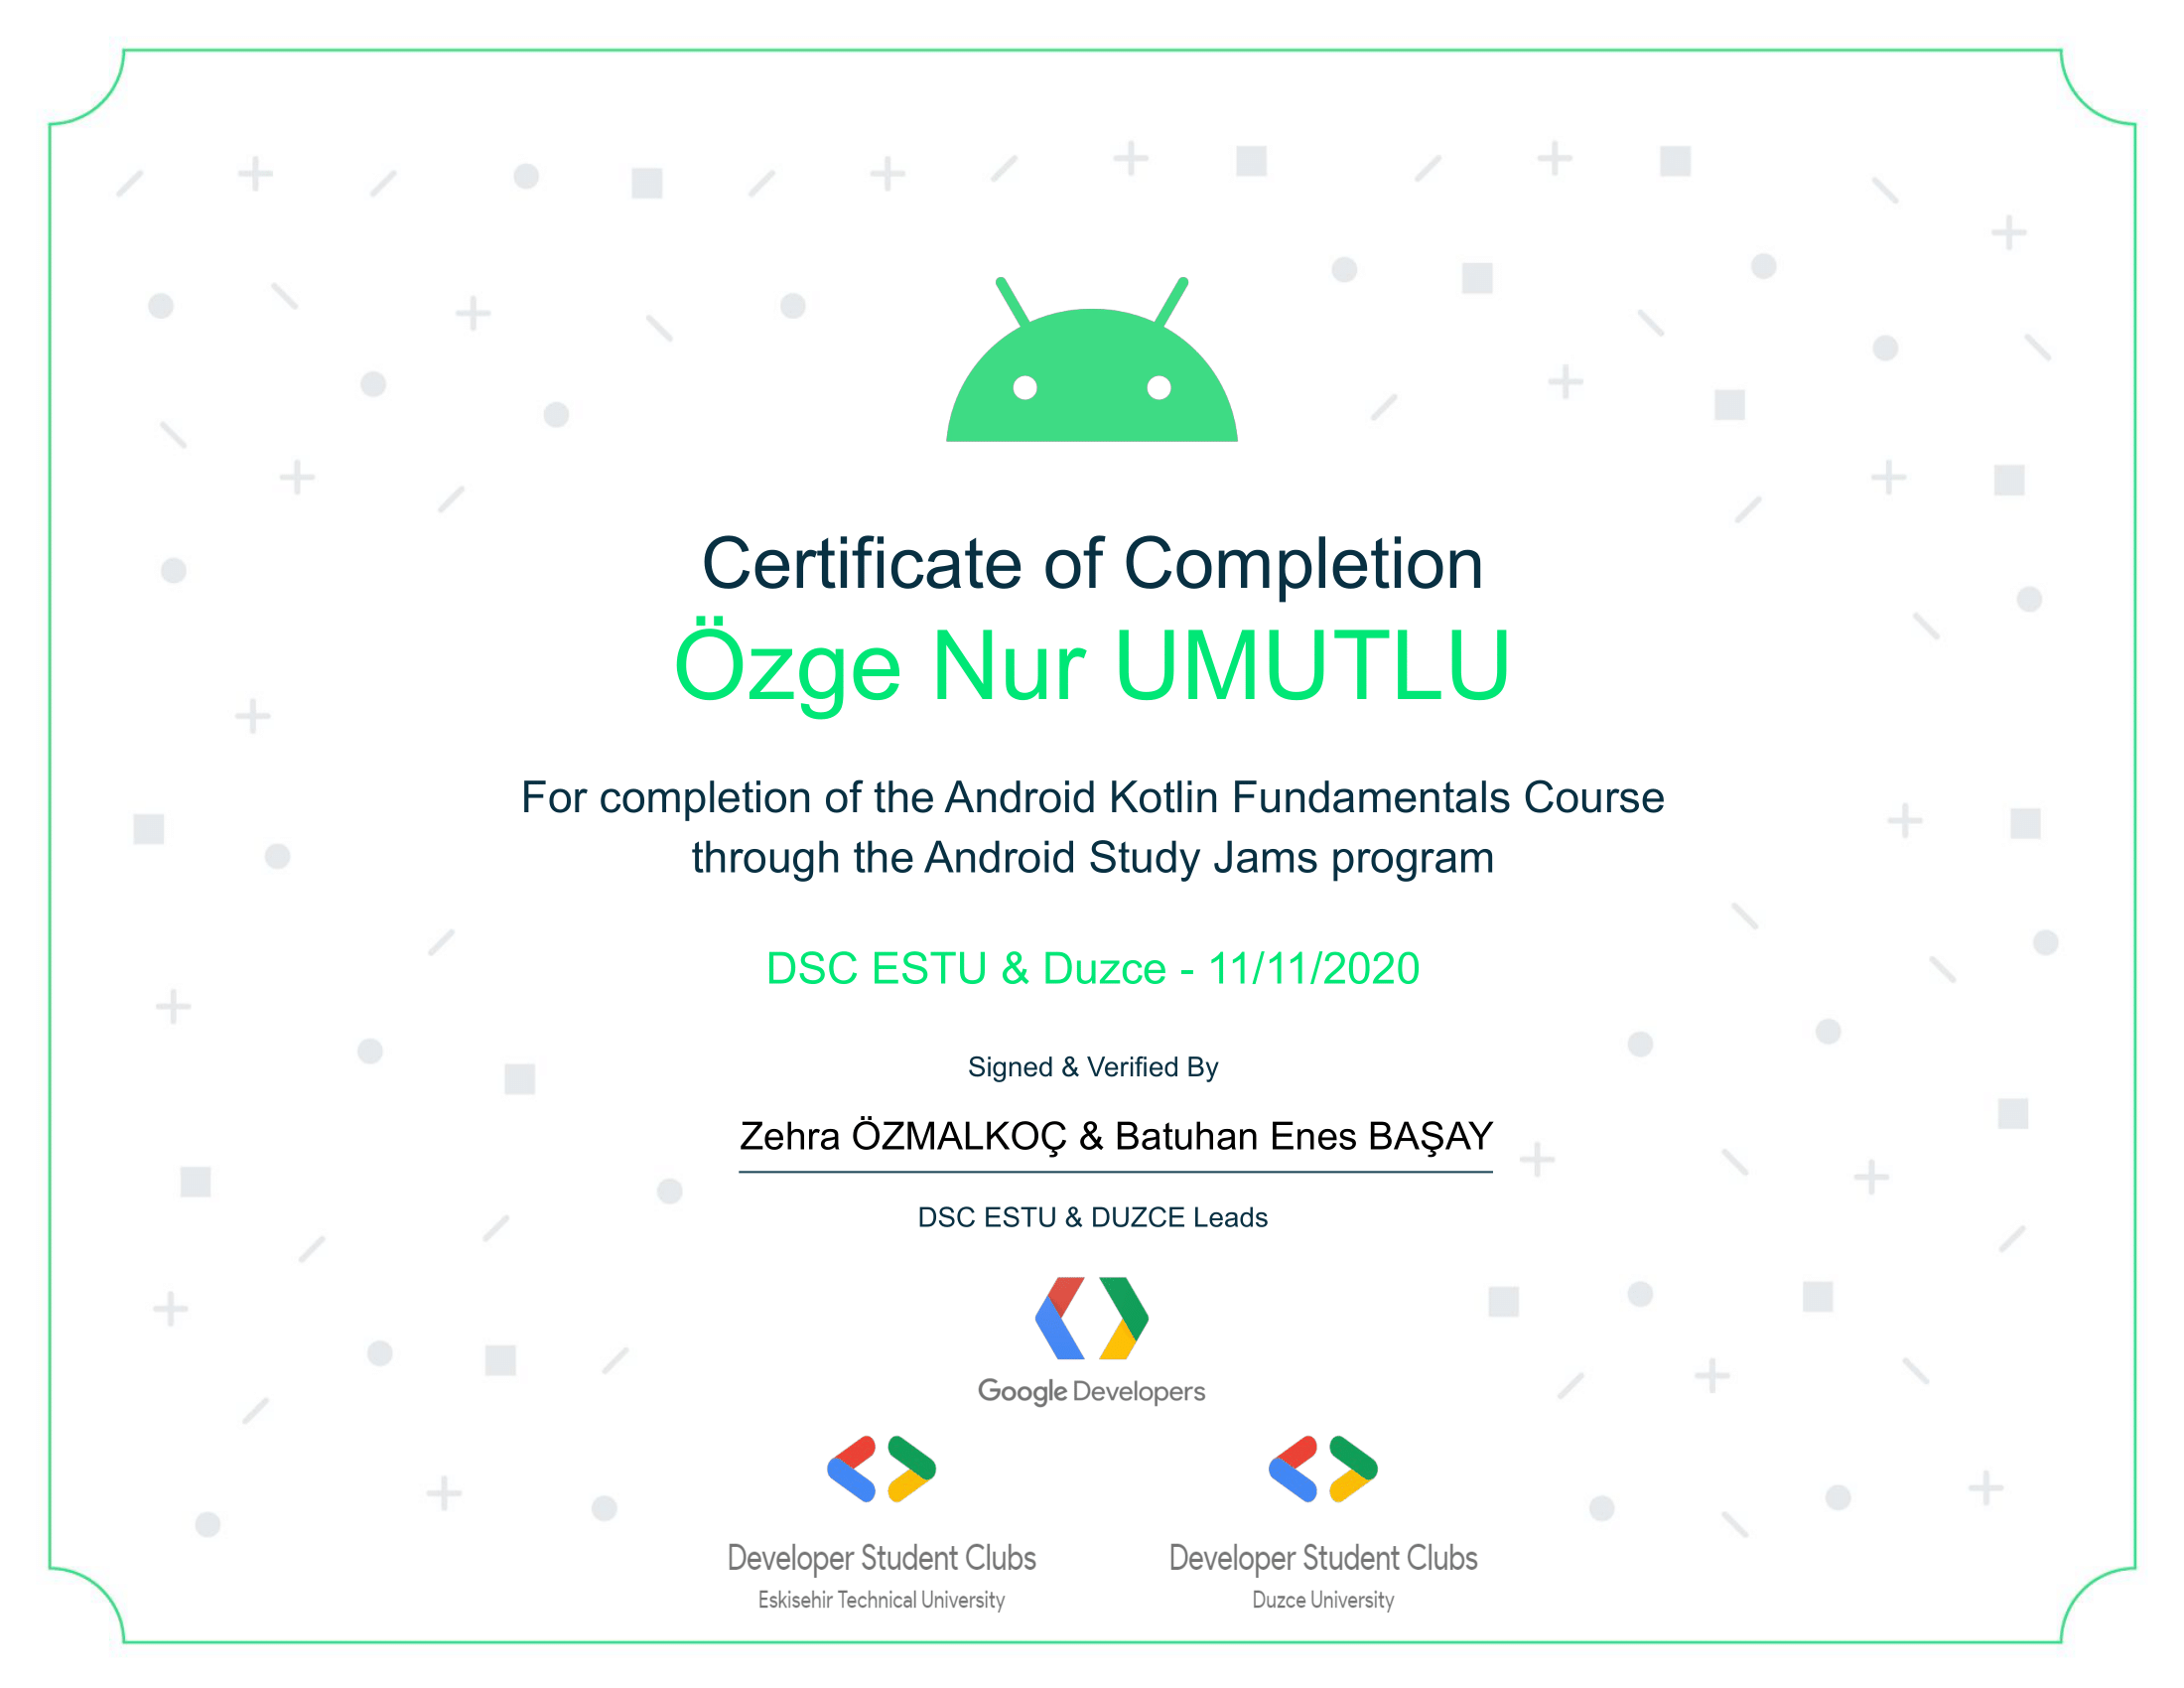 Certificate of Completion
Özge Nur UMUTLU
For completion of the Android Kotlin Fundamentals Course
through the Android Study Jams program
DSC ESTU & Duzce - 11/11/2020
Signed & Verified By
Zehra ÖZMALKOÇ & Batuhan Enes BAŞAY
DSC ESTU & DUZCE Leads
Google Developers
Developer Student Clubs
Eskisehir Technical University
Developer Student Clubs
Duzce University